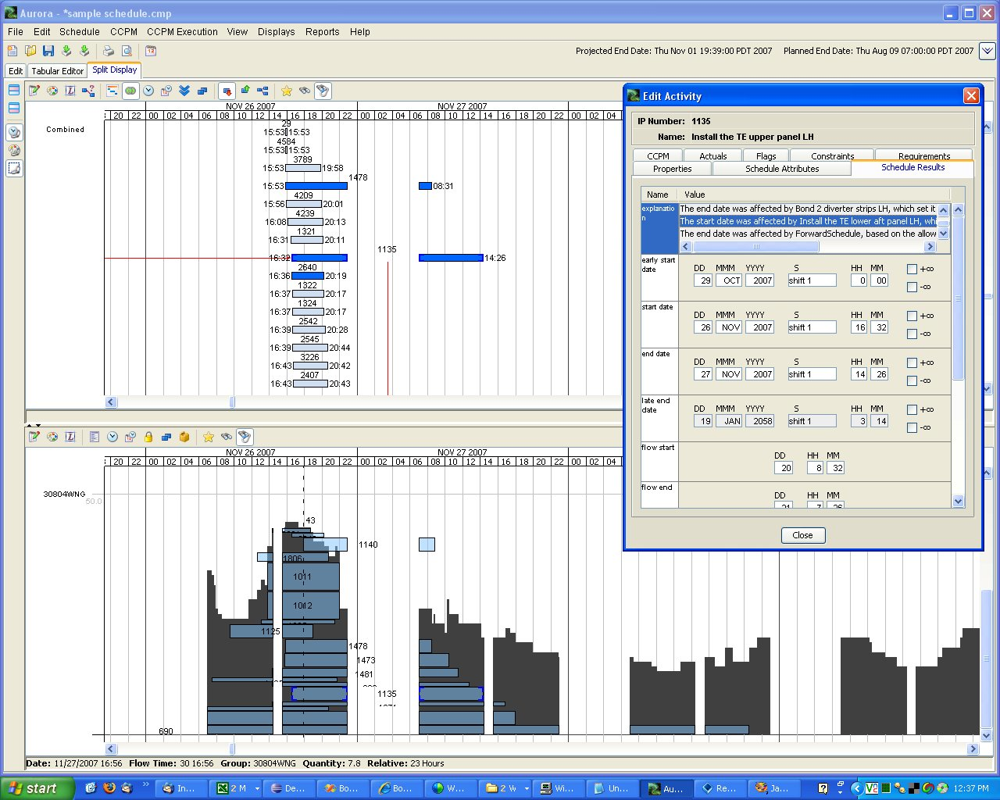 Aurora - *sample schedule.cmp
File Edit Schedule CCPM CCPM Execution View Displays Reports Help
Projected End Date: Thu Nov 01 19:39:00 PDT 2007 Planned End Date: Thu Aug 09 07:00:00 PDT 2007
Edit Tabular Editor Split Display
NOV 26 2007 NOV 27 2007
20 22 00 02 04 06 08 10 12 14 16 18 20 22 00 02 04 06 08 10 12 14 16 18 20 22 00 02 04
Combined
29
15:53 15:53
4584
15:53 15:53
3789
15:53 19:58
1478
15:53 08:31
4209
15:56 20:01
4239
16:08 20:13
1321
16:31 20:11
1135
16:32 14:26
2640
16:36 20:19
1322
16:37 20:17
1324
16:37 20:17
2542
16:39 20:28
2545
16:39 20:44
3226
16:43 20:42
2407
16:43 20:43
Edit Activity
IP Number: 1135
Name: Install the TE upper panel LH
CCPM Actuals Flags Constraints Requirements
Properties Schedule Attributes Schedule Results
Name Value
explanatio
n
The end date was affected by Bond 2 diverter strips LH, which set it
The start date was affected by Install the TE lower aft panel LH, whi
The end date was affected by ForwardSchedule, based on the allow
early start
date
DD MMM YYYY S HH MM
29 OCT 2007 shift 1 0 00
+∞
-∞
start date
DD MMM YYYY S HH MM
26 NOV 2007 shift 1 16 32
+∞
-∞
end date
DD MMM YYYY S HH MM
27 NOV 2007 shift 1 14 26
+∞
-∞
late end
date
DD MMM YYYY S HH MM
19 JAN 2058 shift 1 3 14
+∞
-∞
flow start
DD HH MM
20 8 32
flow end
DD HH MM
Close
NOV 26 2007 NOV 27 2007
20 22 00 02 04 06 08 10 12 14 16 18 20 22 00 02 04 06 08 10 12 14 16 18 20 22 00 02 04
30804WNG
50.0
43
1140
1806
1011
1012
1125
1478
1473
1481
1135
690
Date: 11/27/2007 16:56 Flow Time: 30 16:56 Group: 30804WNG Quantity: 7.8 Relative: 23 Hours
start
In... 2 M De... Bo... Bo... W... 2 W Wi... Un... Au... Re... Ja... 12:37 PM